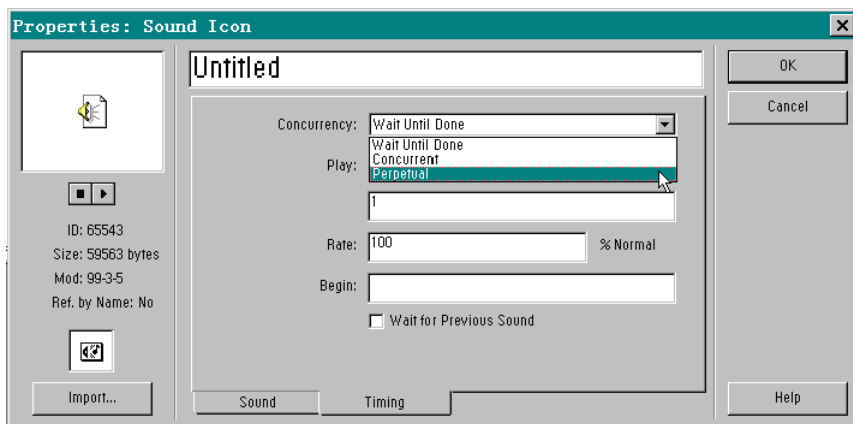 Properties: Sound Icon
Untitled
OK
Cancel
Concurrency: Wait Until Done
Wait Until Done
Concurrent
Perpetual
Play:
1
ID: 65543
Size: 59563 bytes
Mod: 99-3-5
Ref. by Name: No
Rate: 100 % Normal
Begin:
Wait for Previous Sound
Import...
Sound
Timing
Help